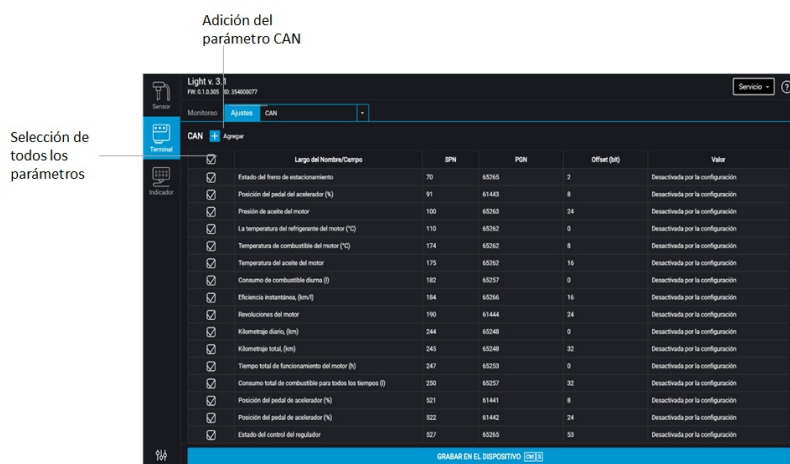 Adición del
parámetro CAN
Selección de
todos los
parámetros
Light v. 3.1
FW: 0.1.0.305 ID: 354800077
Servicio
?
Sensor
Terminal
Indicador
Monitoreo Ajustes CAN
CAN + Agregar
Largo del Nombre/Campo SPN PGN Offset (bit) Valor
Estado del freno de estacionamiento 70 65265 2 Desactivada por la configuración
Posición del pedal del acelerador (%) 91 61443 8 Desactivada por la configuración
Presión de aceite del motor 100 65263 24 Desactivada por la configuración
La temperatura del refrigerante del motor (°C) 110 65262 0 Desactivada por la configuración
Temperatura de combustible del motor (°C) 174 65262 8 Desactivada por la configuración
Temperatura del aceite del motor 175 65262 16 Desactivada por la configuración
Consumo de combustible diurna (l) 182 65257 0 Desactivada por la configuración
Eficiencia instantánea, (km/l) 184 65266 16 Desactivada por la configuración
Revoluciones del motor 190 61444 24 Desactivada por la configuración
Kilometraje diario, (km) 244 65248 0 Desactivada por la configuración
Kilometraje total, (km) 245 65248 32 Desactivada por la configuración
Tiempo total de funcionamiento del motor (h) 247 65253 0 Desactivada por la configuración
Consumo total de combustible para todos los tiempos (l) 250 65257 32 Desactivada por la configuración
Posición del pedal de acelerador (%) 521 61441 8 Desactivada por la configuración
Posición del pedal de acelerador (%) 522 61442 24 Desactivada por la configuración
Estado del control del regulador 527 65265 53 Desactivada por la configuración
GRABAR EN EL DISPOSITIVO Ctrl S